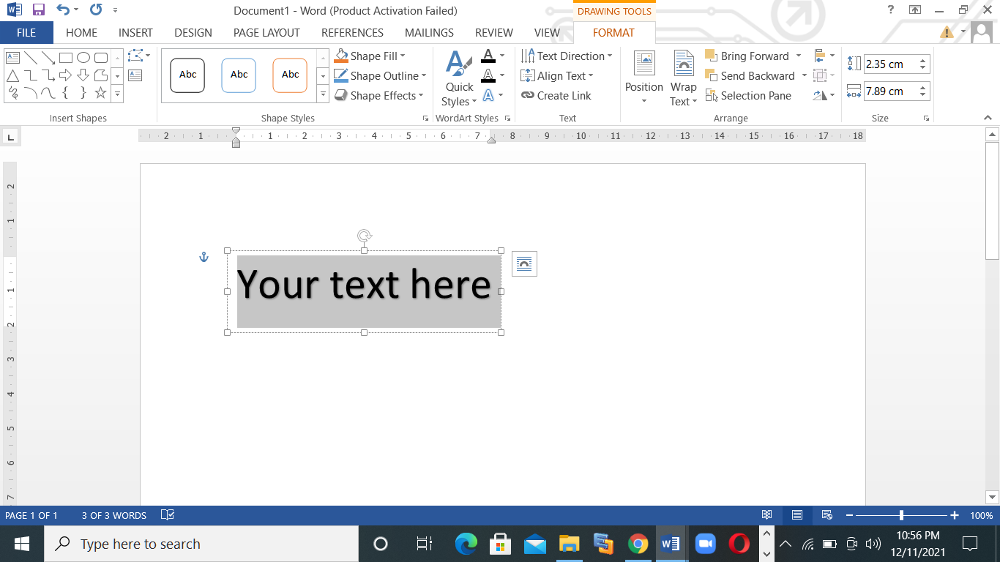 Document1 - Word (Product Activation Failed)
DRAWING TOOLS
?
FILE HOME INSERT DESIGN PAGE LAYOUT REFERENCES MAILINGS REVIEW VIEW FORMAT
Abc Abc Abc
Shape Fill
Shape Outline
Shape Effects
Quick
Styles
Text Direction
Align Text
Create Link
Position
Wrap
Text
Bring Forward
Send Backward
Selection Pane
2.35 cm
7.89 cm
Insert Shapes Shape Styles WordArt Styles Text Arrange Size
2 1 1 2 3 4 5 6 7 8 9 10 11 12 13 14 15 16 17 18
2
1
1
2
3
4
5
6
7
Your text here
PAGE 1 OF 1 3 OF 3 WORDS 100%
Type here to search
10:56 PM
12/11/2021